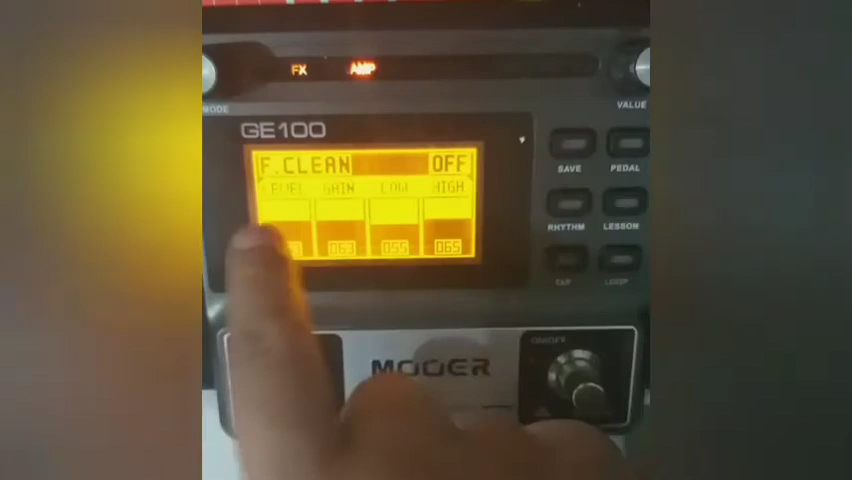 FX AMP
MODE
VALUE
GE100
F.CLEAN OFF
LEVEL GAIN LOW HIGH
063 055 065
SAVE PEDAL
RHYTHM LESSON
TAP LOOP
MOOER
ON/OFF